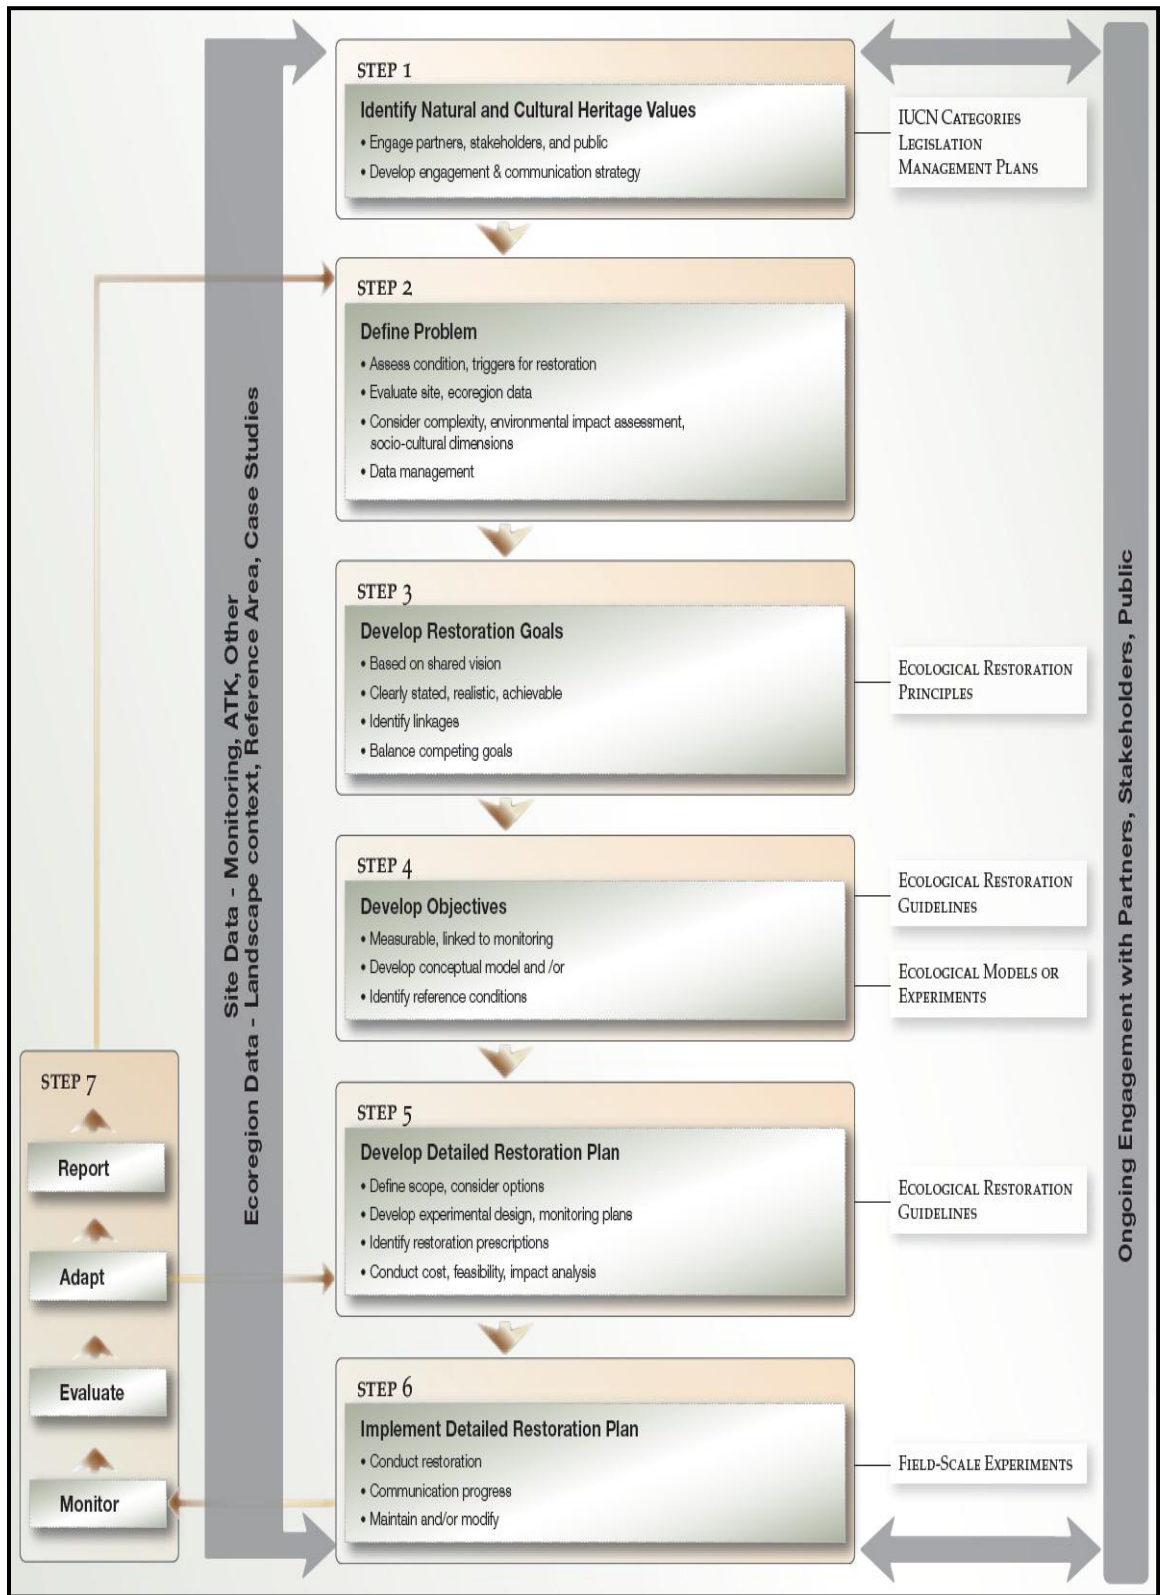 STEP 1
Identify Natural and Cultural Heritage Values
• Engage partners, stakeholders, and public
• Develop engagement & communication strategy
IUCN CATEGORIES
LEGISLATION
MANAGEMENT PLANS
STEP 2
Define Problem
• Assess condition, triggers for restoration
• Evaluate site, ecoregion data
• Consider complexity, environmental impact assessment,
socio-cultural dimensions
• Data management
STEP 3
Develop Restoration Goals
• Based on shared vision
• Clearly stated, realistic, achievable
• Identify linkages
• Balance competing goals
ECOLOGICAL RESTORATION
PRINCIPLES
STEP 4
Develop Objectives
• Measurable, linked to monitoring
• Develop conceptual model and /or
• Identify reference conditions
ECOLOGICAL RESTORATION
GUIDELINES
ECOLOGICAL MODELS OR
EXPERIMENTS
STEP 5
Develop Detailed Restoration Plan
• Define scope, consider options
• Develop experimental design, monitoring plans
• Identify restoration prescriptions
• Conduct cost, feasibility, impact analysis
ECOLOGICAL RESTORATION
GUIDELINES
STEP 6
Implement Detailed Restoration Plan
• Conduct restoration
• Communication progress
• Maintain and/or modify
FIELD-SCALE EXPERIMENTS
STEP 7
Report
Adapt
Evaluate
Monitor
Site Data - Monitoring, ATK, Other
Ecoregion Data - Landscape context, Reference Area, Case Studies
Ongoing Engagement with Partners, Stakeholders, Public